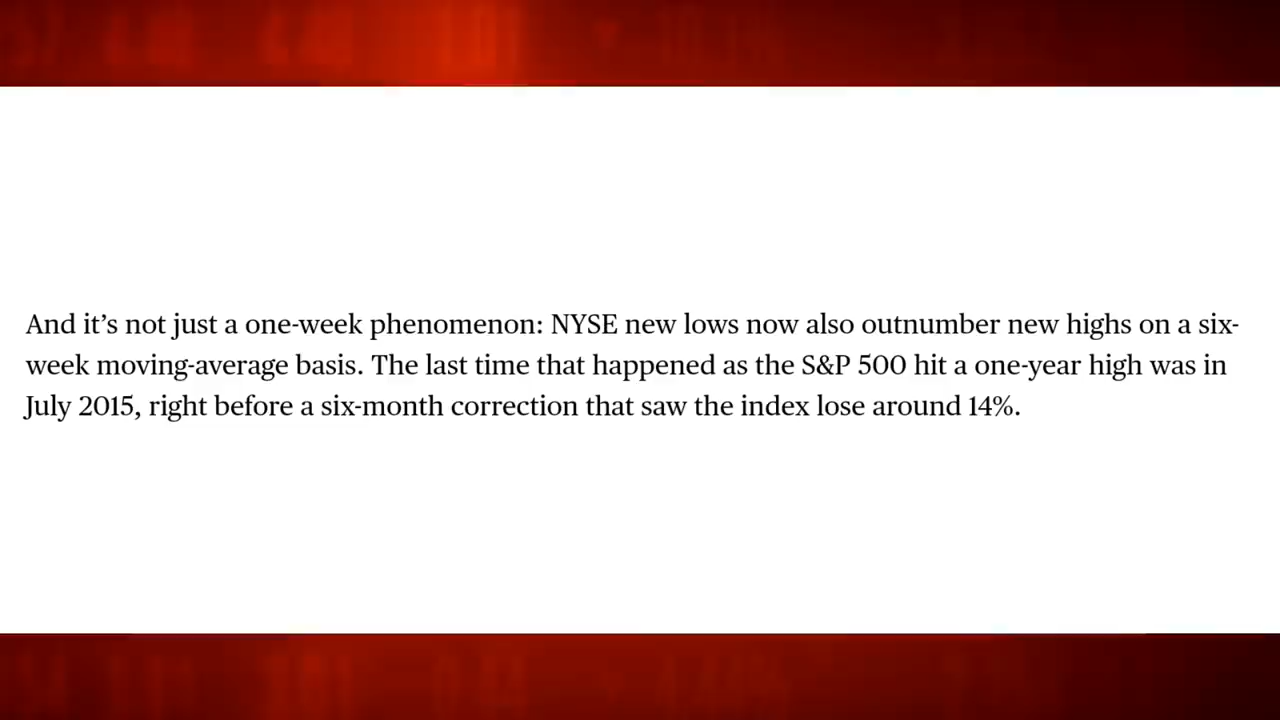 And it’s not just a one-week phenomenon: NYSE new lows now also outnumber new highs on a six-
week moving-average basis. The last time that happened as the S&P 500 hit a one-year high was in
July 2015, right before a six-month correction that saw the index lose around 14%.